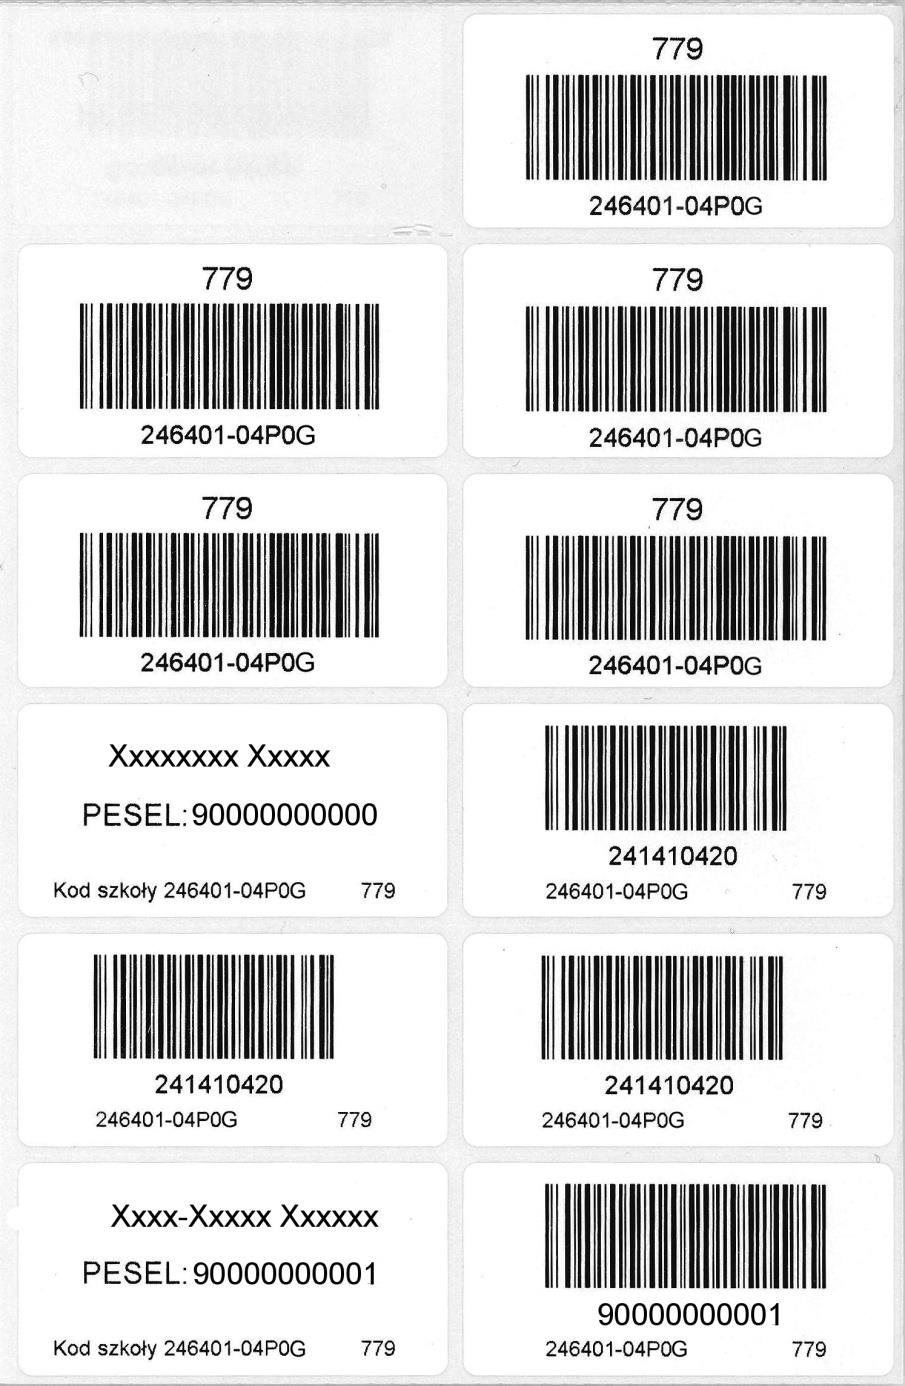 779
246401-04P0G
779
246401-04P0G
779
246401-04P0G
779
246401-04P0G
779
246401-04P0G
Xxxxxxxx Xxxxx
PESEL:90000000000
Kod szkoły 246401-04P0G 779
241410420
246401-04P0G 779
241410420
246401-04P0G 779
241410420
246401-04P0G 779
Xxxx-Xxxxx Xxxxxx
PESEL:90000000001
Kod szkoły 246401-04P0G 779
90000000001
246401-04P0G 779